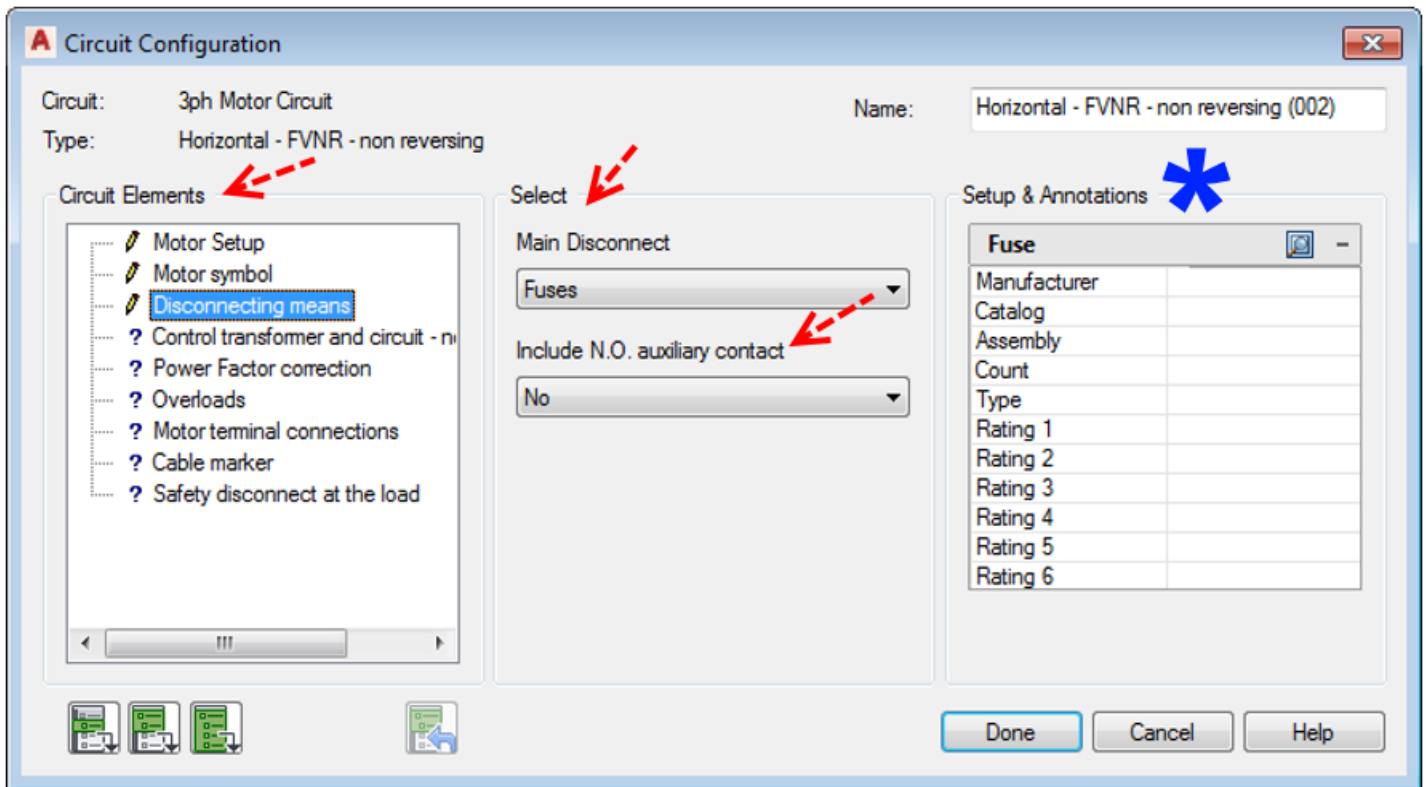 Circuit Configuration
Circuit: 3ph Motor Circuit
Name: Horizontal - FVNR - non reversing (002)
Type: Horizontal - FVNR - non reversing
Circuit Elements
Motor Setup
Motor symbol
Disconnecting means
? Control transformer and circuit - n
? Power Factor correction
? Overloads
? Motor terminal connections
? Cable marker
? Safety disconnect at the load
Select
Main Disconnect
Fuses
Include N.O. auxiliary contact
No
Setup & Annotations
Fuse
Manufacturer
Catalog
Assembly
Count
Type
Rating 1
Rating 2
Rating 3
Rating 4
Rating 5
Rating 6
Done Cancel Help